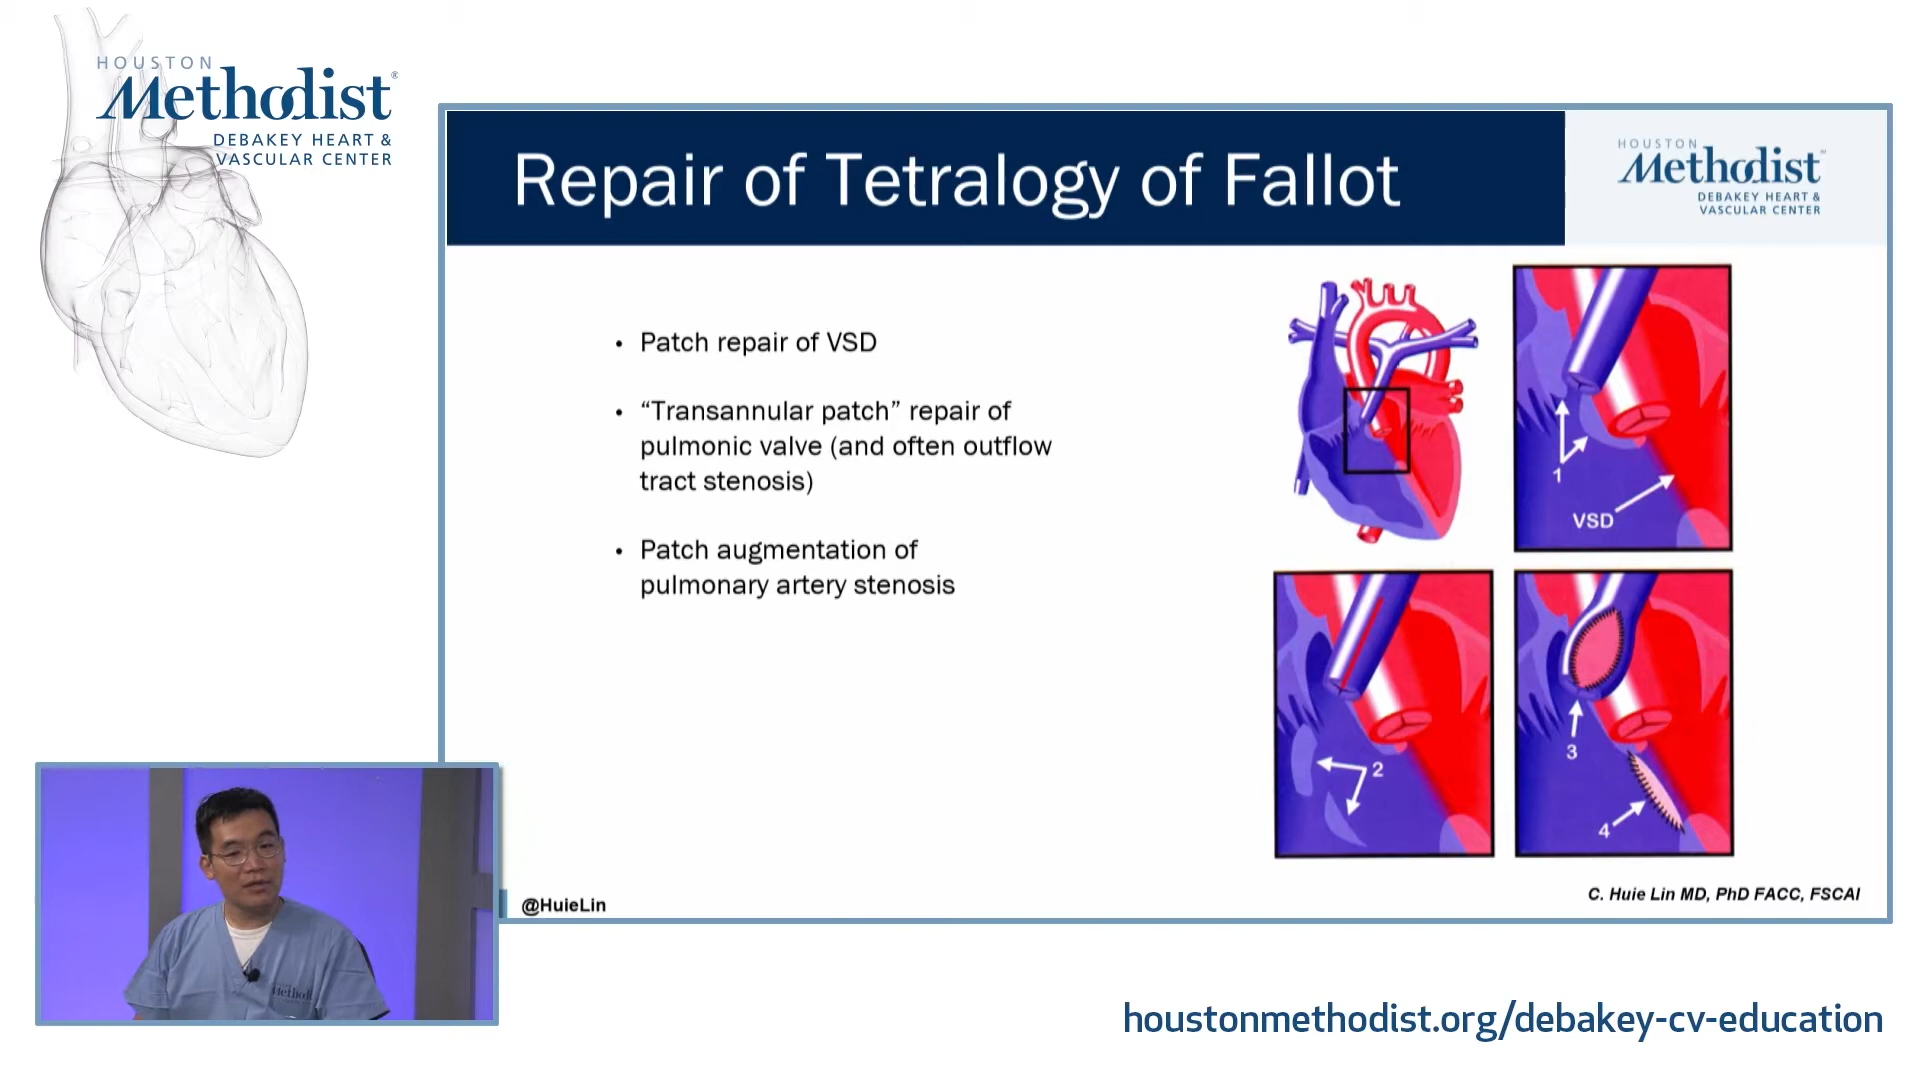 HOUSTON
Methodist®
DEBAKEY HEART &
VASCULAR CENTER
Repair of Tetralogy of Fallot
HOUSTON
Methodist
DEBAKEY HEART &
VASCULAR CENTER
• Patch repair of VSD
• “Transannular patch” repair of
pulmonic valve (and often outflow
tract stenosis)
• Patch augmentation of
pulmonary artery stenosis
1
VSD
2
3
4
@HuieLin
C. Huie Lin MD, PhD FACC, FSCAI
Methodist
houstonmethodist.org/debakey-cv-education